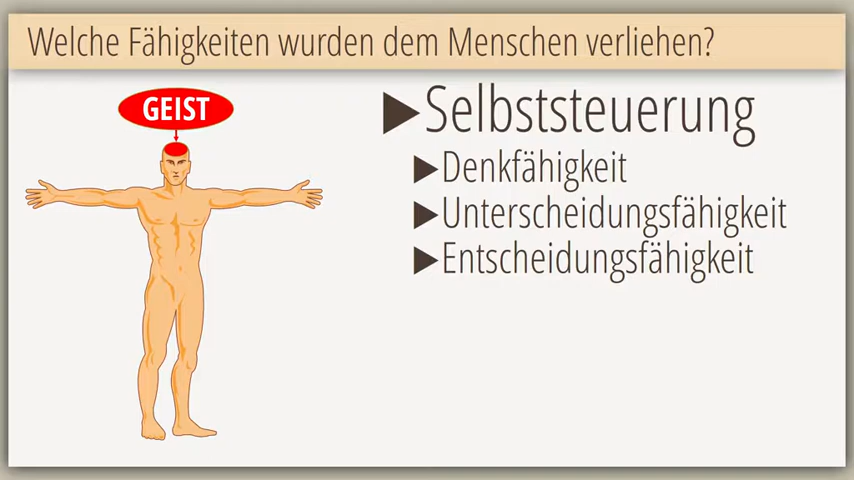 Welche Fähigkeiten wurden dem Menschen verliehen?
GEIST
▶Selbststeuerung
▶Denkfähigkeit
▶Unterscheidungsfähigkeit
▶Entscheidungsfähigkeit